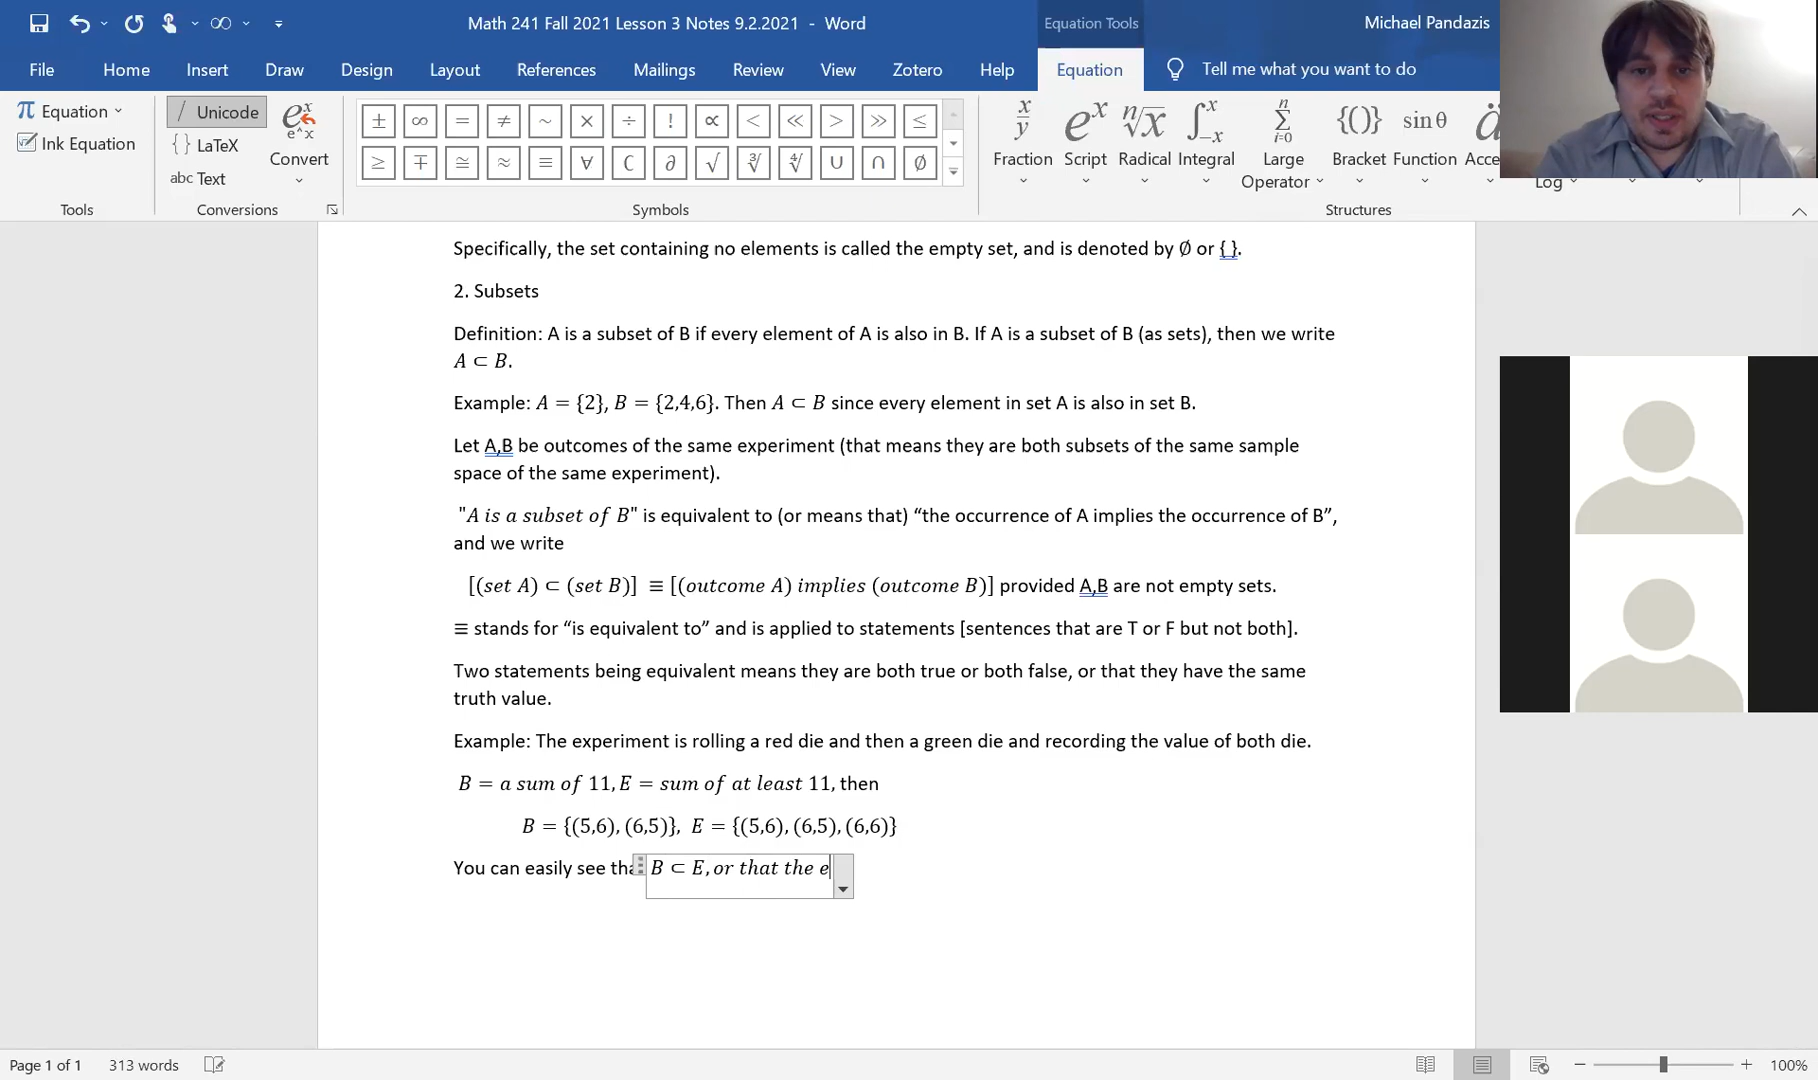 Math 241 Fall 2021 Lesson 3 Notes 9.2.2021 - Word
Equation Tools
Michael Pandazis
File Home Insert Draw Design Layout References Mailings Review View Zotero Help Equation Tell me what you want to do
π Equation
Ink Equation
Tools
/ Unicode
{} LaTeX
abc Text
e^x
Convert
Conversions
± ∞ = ≠ ~ × ÷ ! ∝ < ≪ > ≫ ≤
≥ ∓ ≅ ≈ ≡ ∀ ∁ ∂ √ ∛ ∜ ∪ ∩ ∅
Symbols
Fraction Script Radical Integral Large Operator Bracket Function Acce
Log
Structures
Specifically, the set containing no elements is called the empty set, and is denoted by ∅ or { }.
2. Subsets
Definition: A is a subset of B if every element of A is also in B. If A is a subset of B (as sets), then we write
A ⊂ B.
Example: A = {2}, B = {2,4,6}. Then A ⊂ B since every element in set A is also in set B.
Let A,B be outcomes of the same experiment (that means they are both subsets of the same sample
space of the same experiment).
"A is a subset of B" is equivalent to (or means that) “the occurrence of A implies the occurrence of B”,
and we write
[(set A) ⊂ (set B)] ≡ [(outcome A) implies (outcome B)] provided A,B are not empty sets.
≡ stands for “is equivalent to” and is applied to statements [sentences that are T or F but not both].
Two statements being equivalent means they are both true or both false, or that they have the same
truth value.
Example: The experiment is rolling a red die and then a green die and recording the value of both die.
B = a sum of 11, E = sum of at least 11, then
B = {(5,6), (6,5)}, E = {(5,6), (6,5), (6,6)}
You can easily see tha B ⊂ E, or that the e
Page 1 of 1 313 words
100%